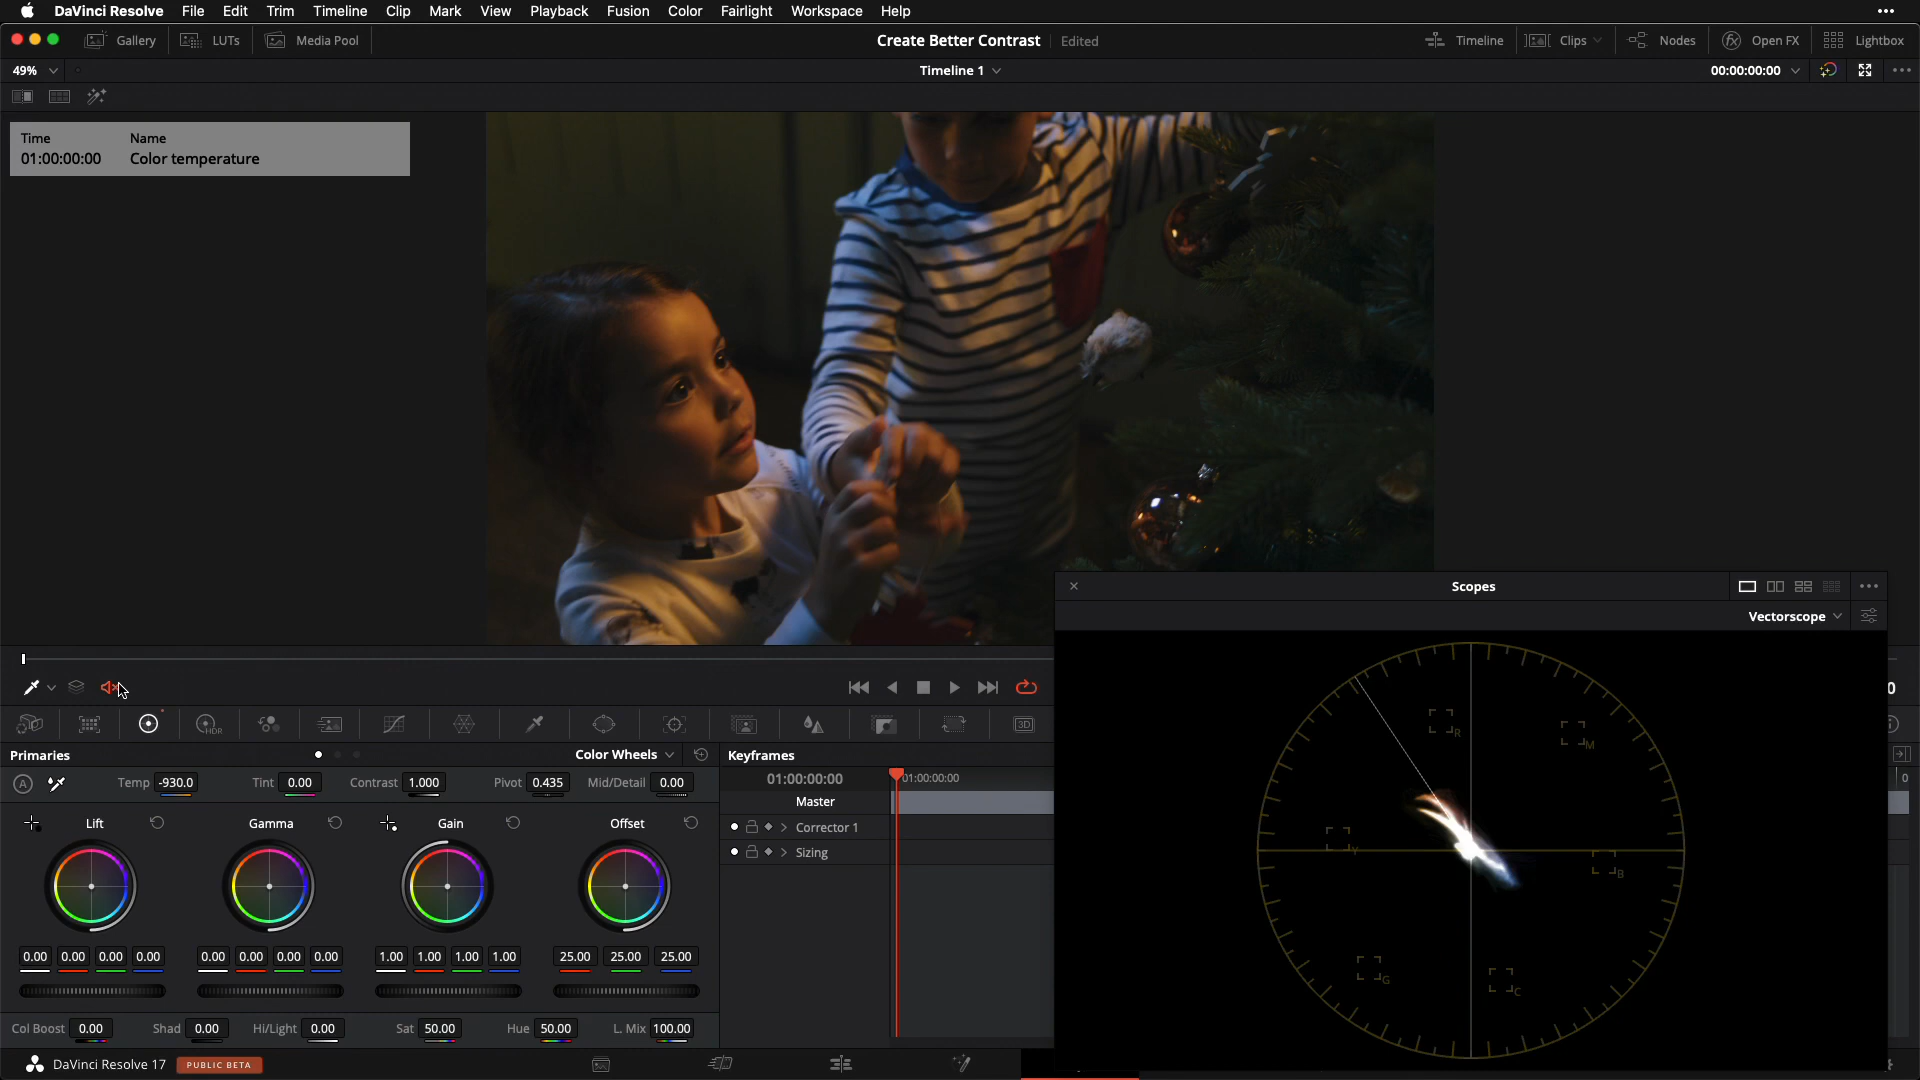 DaVinci Resolve File Edit Trim Timeline Clip Mark View Playback Fusion Color Fairlight Workspace Help
Gallery LUTs Media Pool Create Better Contrast Edited Timeline Clips Nodes Open FX Lightbox
49% Timeline 1 00:00:00:00
Time Name
01:00:00:00 Color temperature
Scopes
Vectorscope
R
M
Y
B
G
C
0
HDR
3D
Primaries Color Wheels Keyframes
A Temp -930.0 Tint 0.00 Contrast 1.000 Pivot 0.435 Mid/Detail 0.00 01:00:00:00 01:00:00:00 0
Master
Lift Gamma Gain Offset Corrector 1
Sizing
0.00 0.00 0.00 0.00 0.00 0.00 0.00 0.00 1.00 1.00 1.00 1.00 25.00 25.00 25.00
Col Boost 0.00 Shad 0.00 Hi/Light 0.00 Sat 50.00 Hue 50.00 L. Mix 100.00
DaVinci Resolve 17 PUBLIC BETA